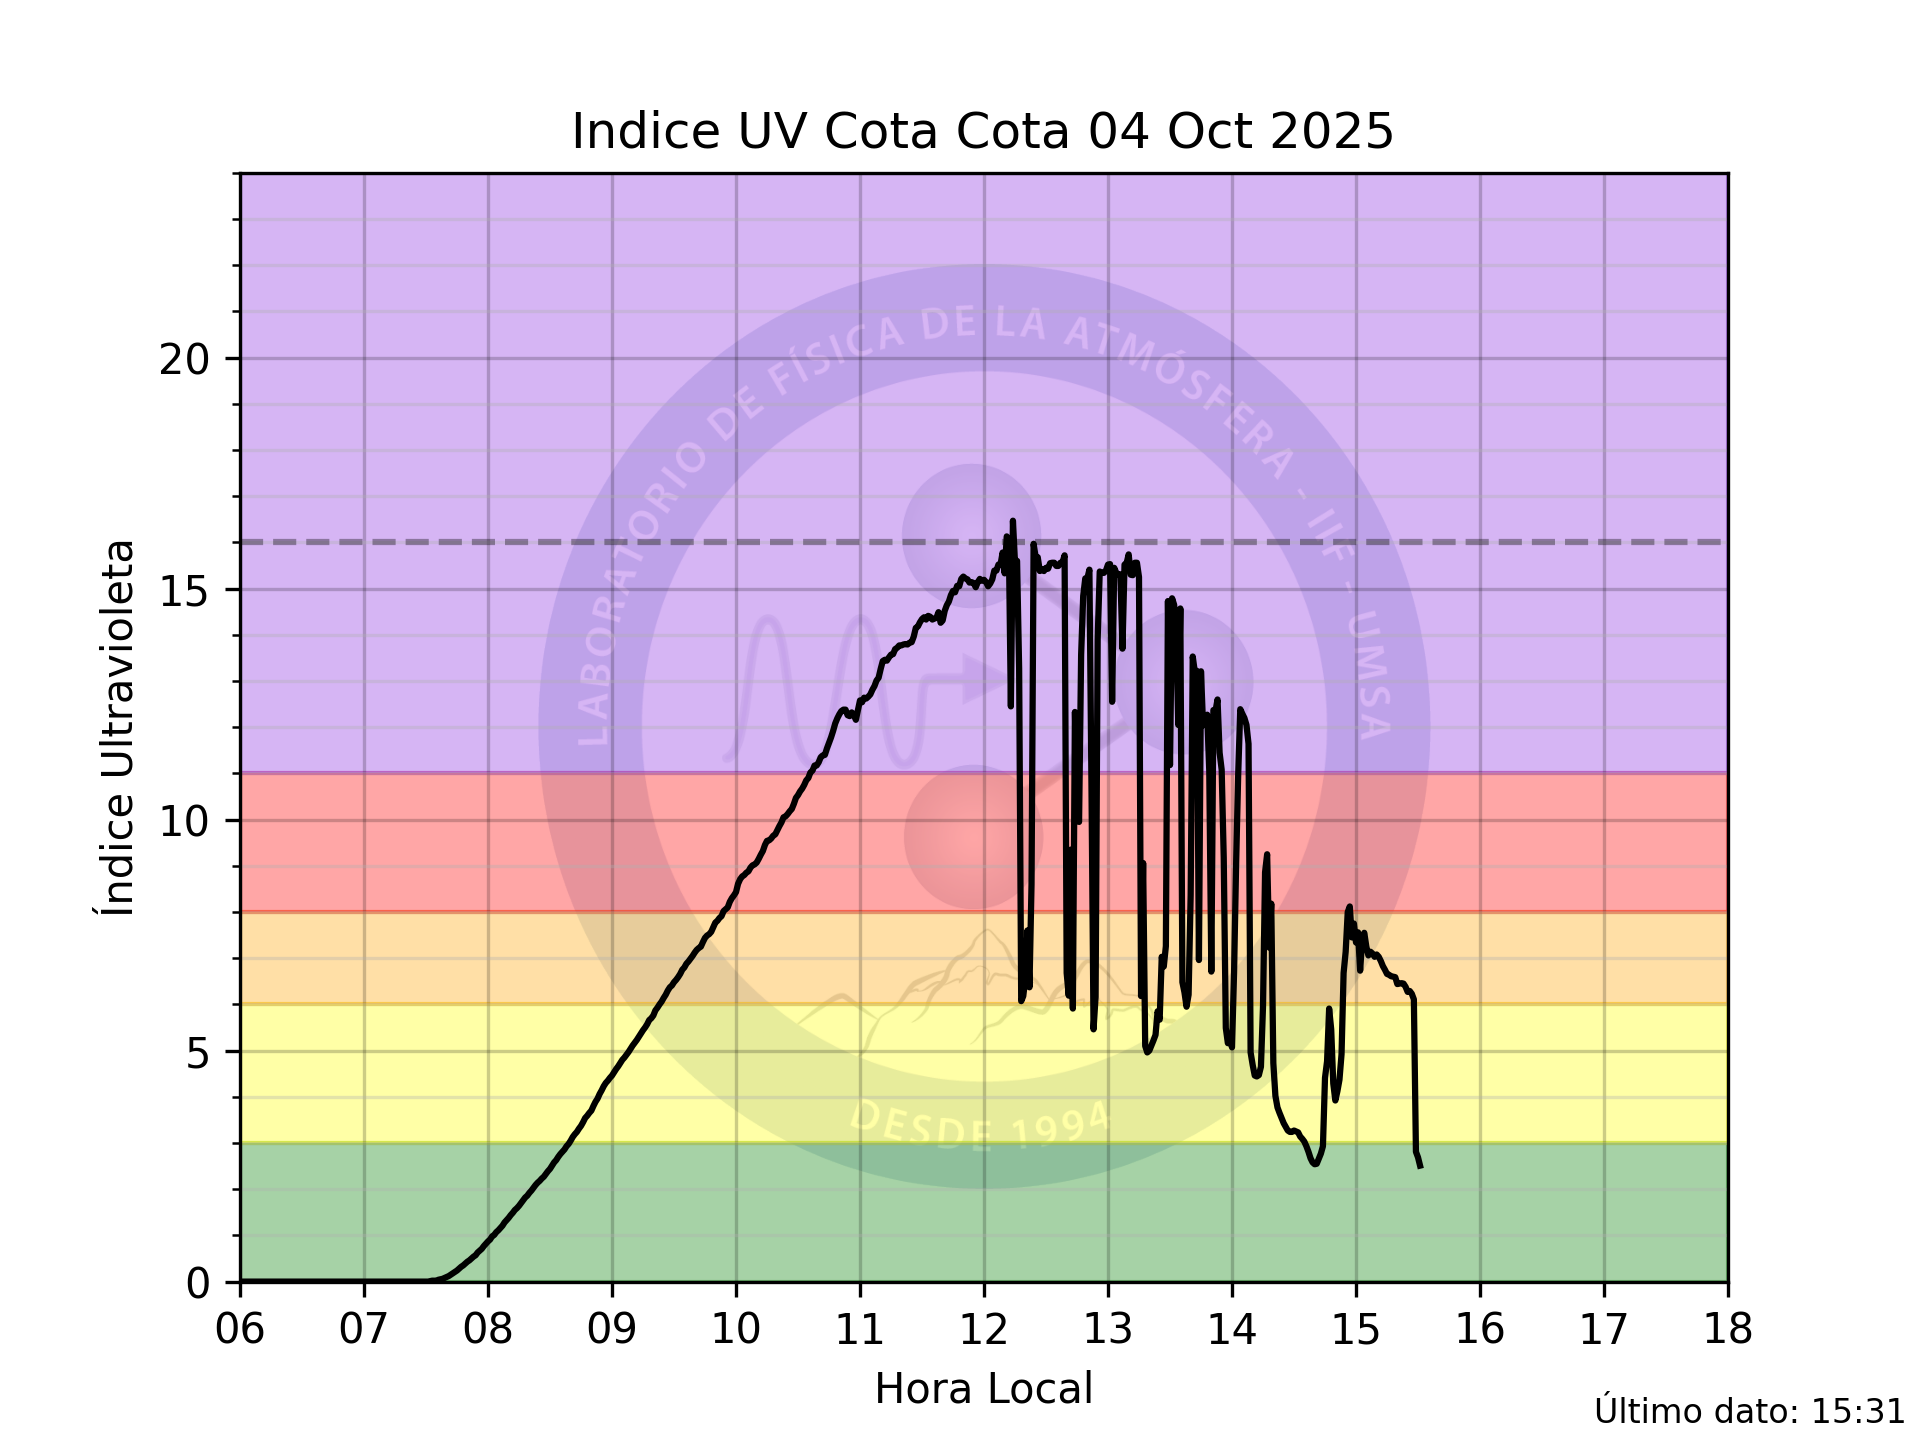 Indice UV Cota Cota 04 Oct 2025
LABORATORIO DE FÍSICA DE LA ATMÓSFERA - IIF - UMSA
DESDE 1994
Índice Ultravioleta
20
15
10
5
0
06 07 08 09 10 11 12 13 14 15 16 17 18
Hora Local
Último dato: 15:31